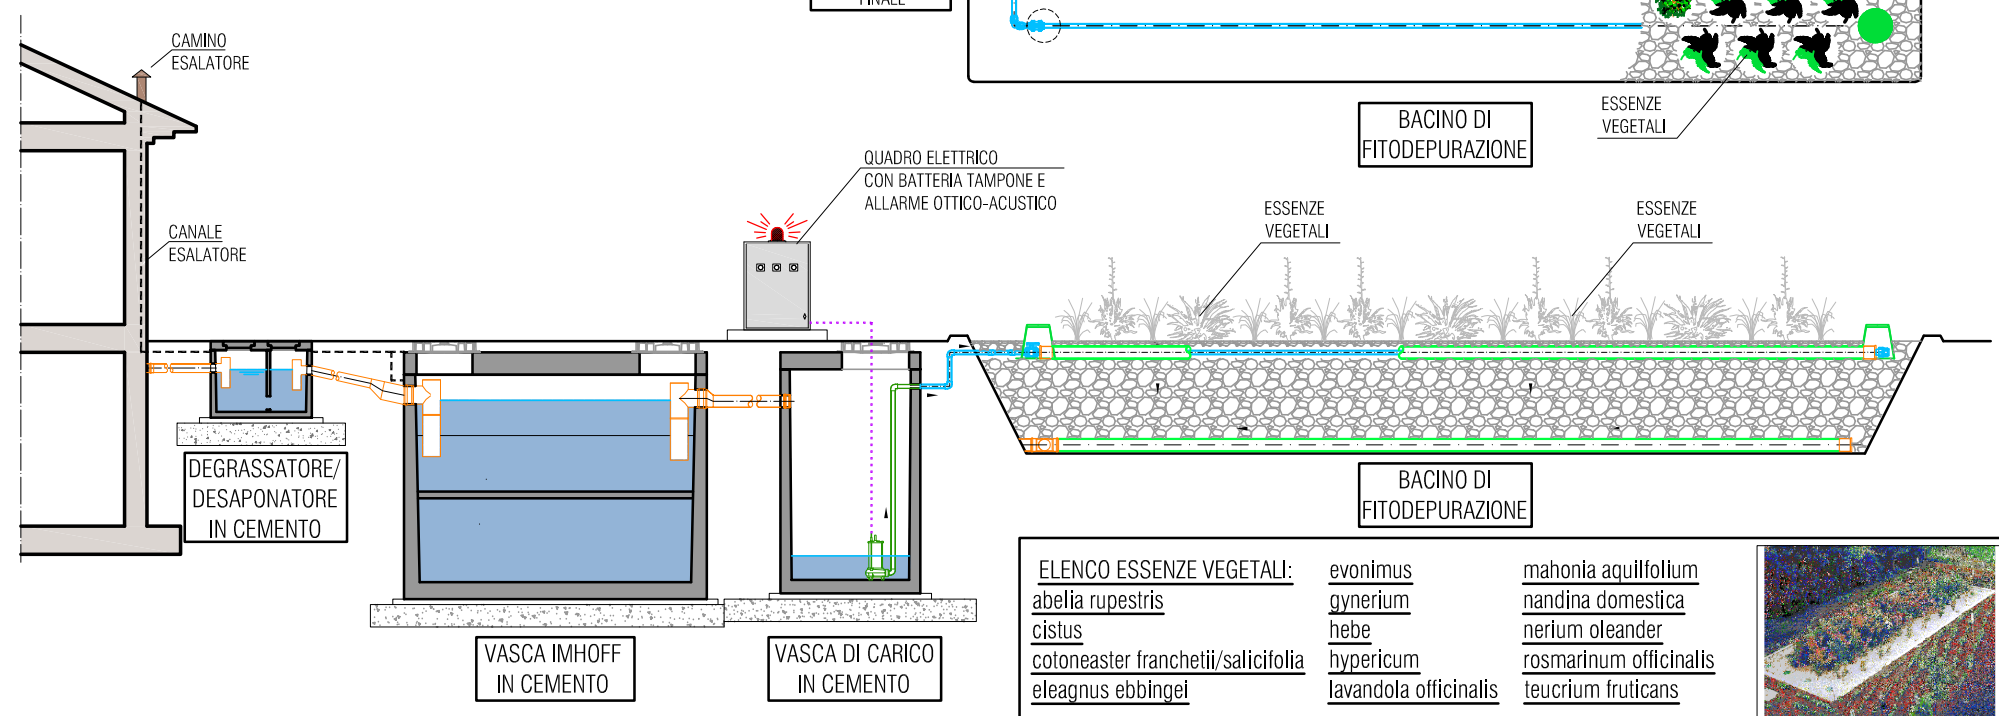 FINALE
CAMINO
ESALATORE
CANALE
ESALATORE
QUADRO ELETTRICO
CON BATTERIA TAMPONE E
ALLARME OTTICO-ACUSTICO
BACINO DI
FITODEPURAZIONE
ESSENZE
VEGETALI
ESSENZE
VEGETALI
ESSENZE
VEGETALI
DEGRASSATORE/
DESAPONATORE
IN CEMENTO
VASCA IMHOFF
IN CEMENTO
VASCA DI CARICO
IN CEMENTO
BACINO DI
FITODEPURAZIONE
ELENCO ESSENZE VEGETALI:
abelia rupestris
cistus
cotoneaster franchetii/salicifolia
eleagnus ebbingei
evonimus
gynerium
hebe
hypericum
lavandola officinalis
mahonia aquilfolium
nandina domestica
nerium oleander
rosmarinum officinalis
teucrium fruticans